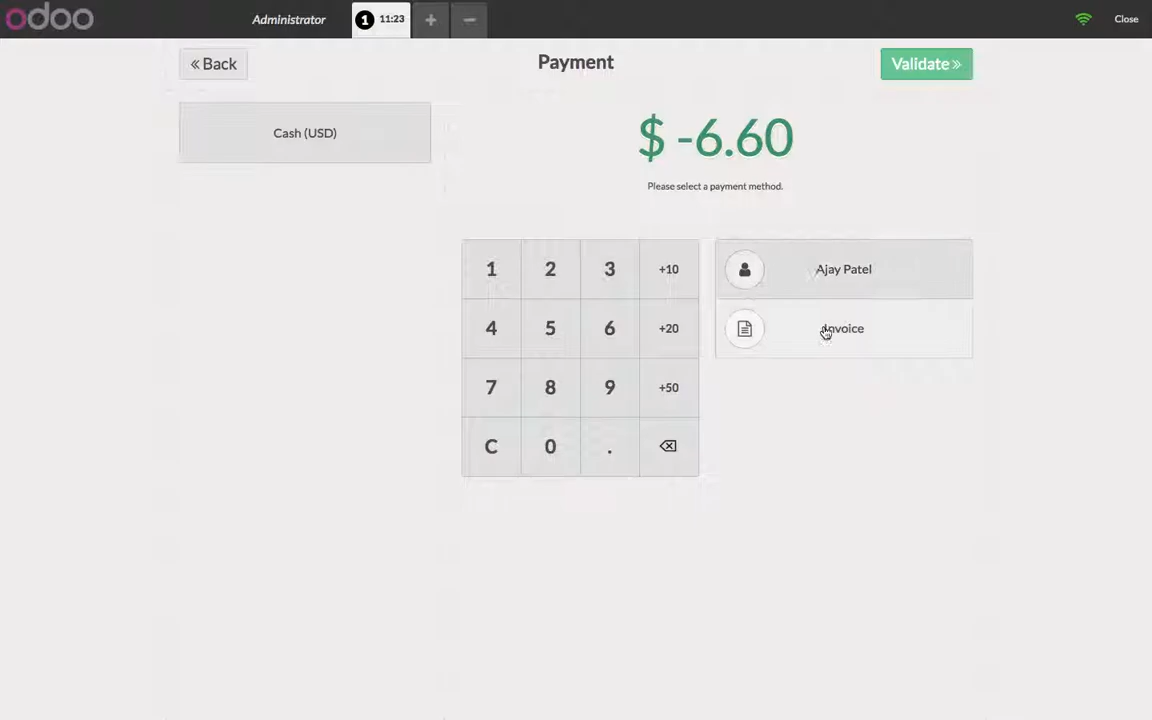 odoo
Administrator
1 11:23
+
−
Close
« Back
Payment
Validate »
Cash (USD)
$ -6.60
Please select a payment method.
1 2 3 +10
Ajay Patel
4 5 6 +20
Invoice
7 8 9 +50
C 0 .